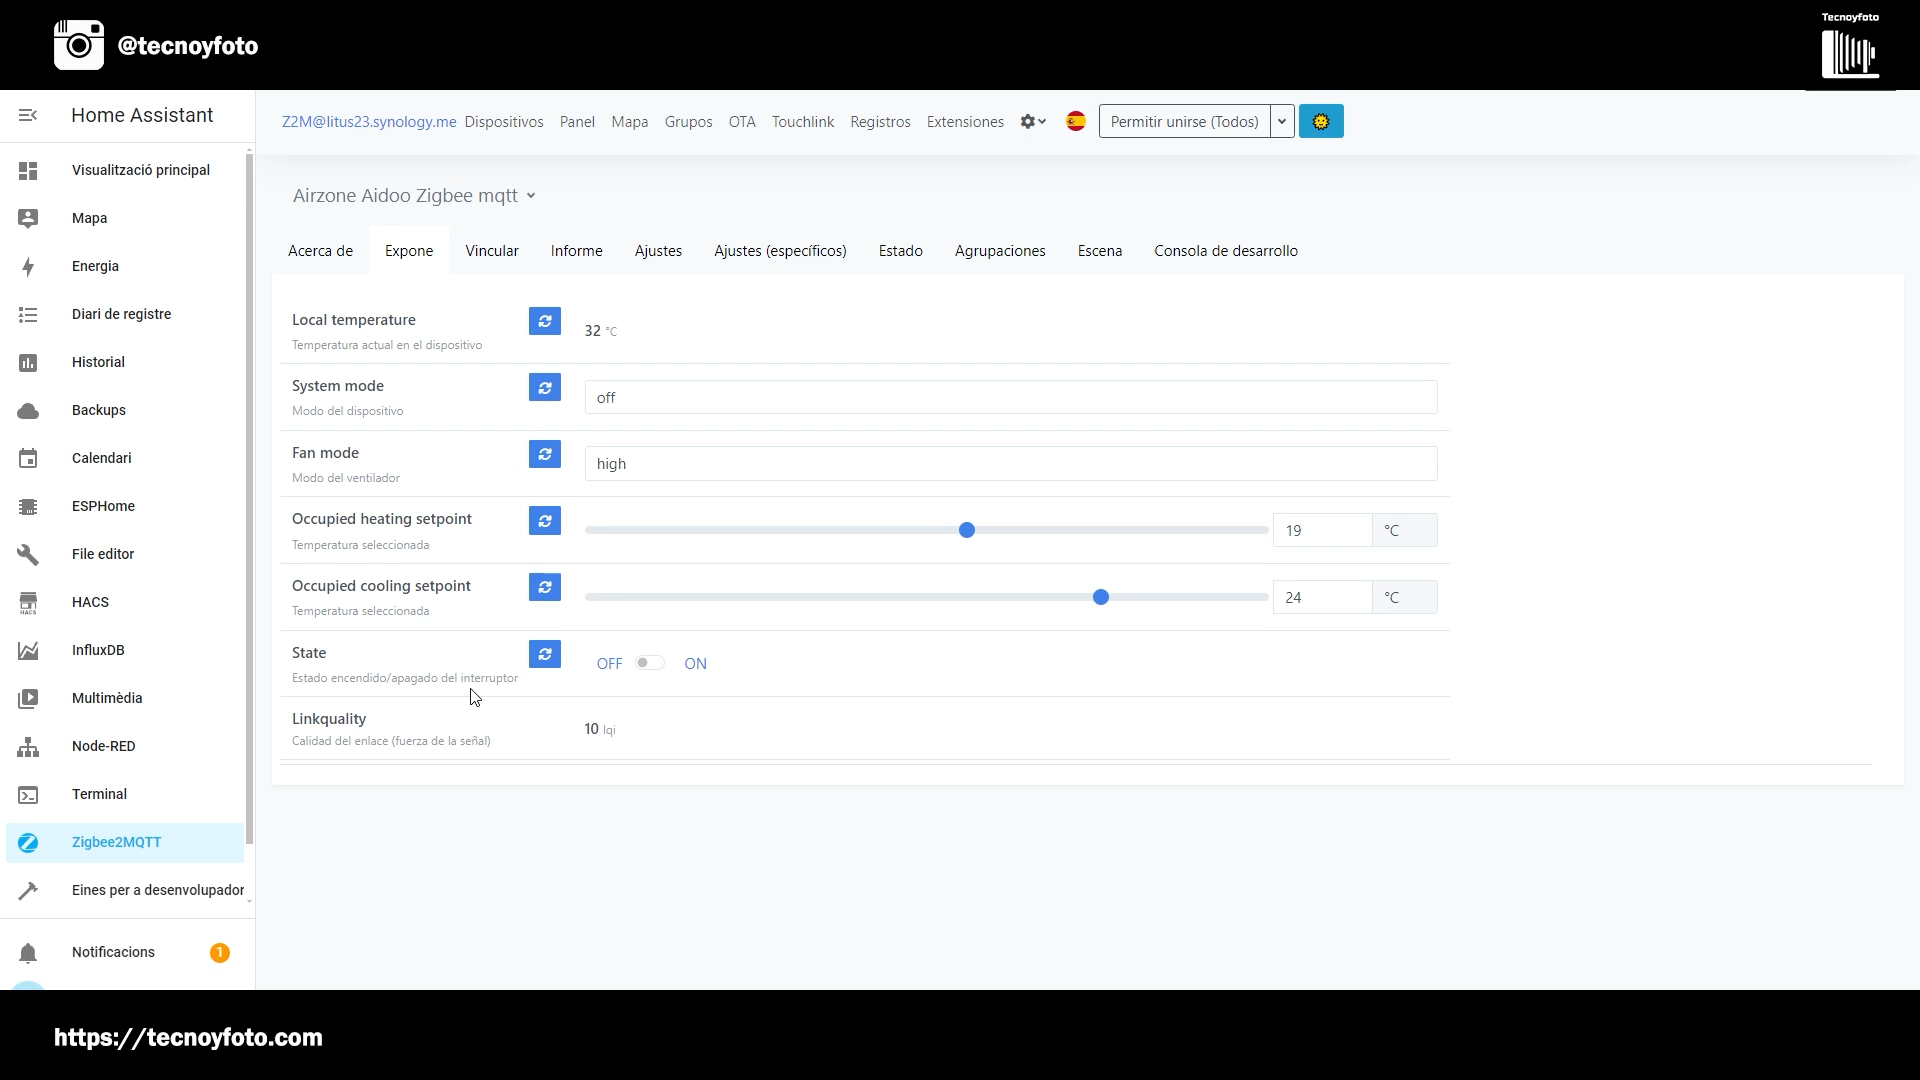 @tecnoyfoto
Tecnoyfoto
Home Assistant
Z2M@litus23.synology.me Dispositivos Panel Mapa Grupos OTA Touchlink Registros Extensiones Permitir unirse (Todos)
Visualització principal
Mapa
Energia
Diari de registre
Historial
Backups
Calendari
ESPHome
File editor
HACS
HACS
InfluxDB
Multimèdia
Node-RED
Terminal
Zigbee2MQTT
Eines per a desenvolupador
Notificacions 1
Airzone Aidoo Zigbee mqtt
Acerca de Expone Vincular Informe Ajustes Ajustes (específicos) Estado Agrupaciones Escena Consola de desarrollo
Local temperature
Temperatura actual en el dispositivo
32 °C
System mode
Modo del dispositivo
off
Fan mode
Modo del ventilador
high
Occupied heating setpoint
Temperatura seleccionada
19 °C
Occupied cooling setpoint
Temperatura seleccionada
24 °C
State
Estado encendido/apagado del interruptor
OFF ON
Linkquality
Calidad del enlace (fuerza de la señal)
10 lqi
https://tecnoyfoto.com